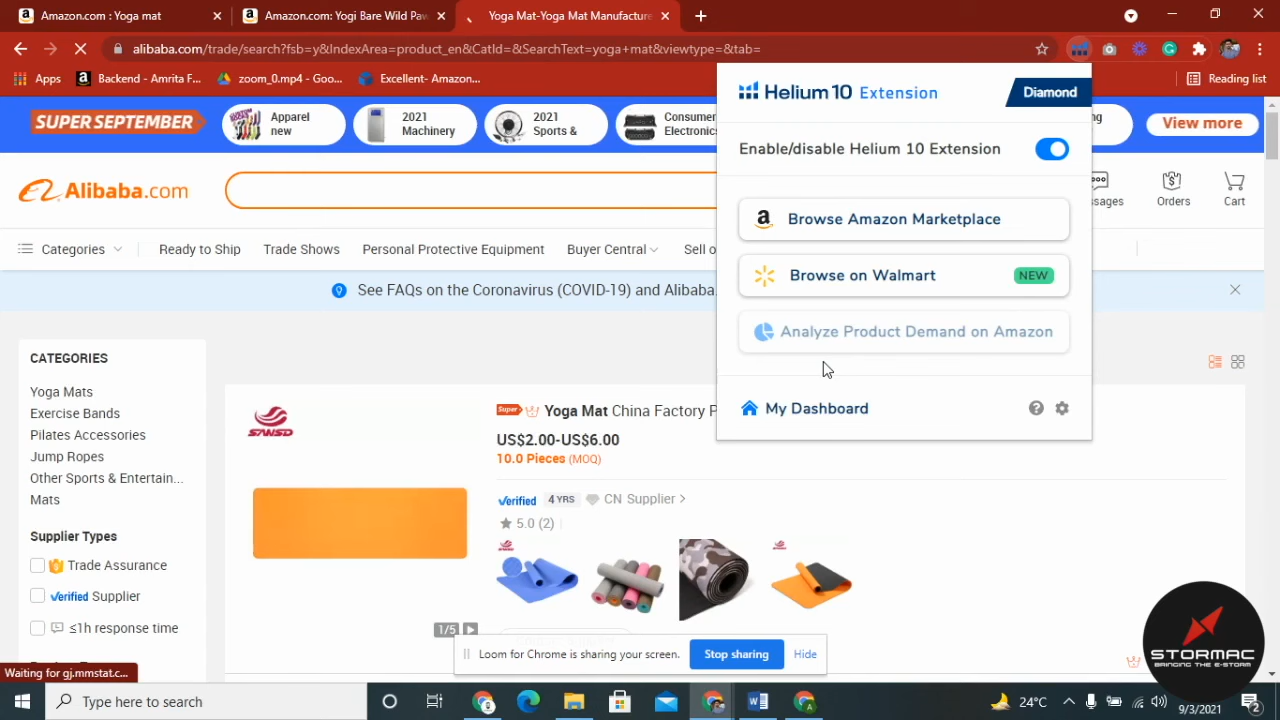 Amazon.com : Yoga mat
Amazon.com: Yogi Bare Wild Paw
Yoga Mat-Yoga Mat Manufacture
alibaba.com/trade/search?fsb=y&IndexArea=product_en&CatId=&SearchText=yoga+mat&viewtype=&tab=
Apps
Backend - Amrita F...
zoom_0.mp4 - Goo...
Excellent- Amazon...
Reading list
SUPER SEPTEMBER
Apparel
new
2021
Machinery
2021
Sports &
Consume
Electronics
View more
Helium 10 Extension
Diamond
Enable/disable Helium 10 Extension
Browse Amazon Marketplace
Browse on Walmart
NEW
Analyze Product Demand on Amazon
My Dashboard
Alibaba.com
ssages
Orders
Cart
Categories
Ready to Ship
Trade Shows
Personal Protective Equipment
Buyer Central
Sell o
See FAQs on the Coronavirus (COVID-19) and Alibaba.
CATEGORIES
Yoga Mats
Exercise Bands
Pilates Accessories
Jump Ropes
Other Sports & Entertain...
Mats
Supplier Types
Trade Assurance
Verified Supplier
≤1h response time
SANSD
Super
Yoga Mat China Factory P
US$2.00-US$6.00
10.0 Pieces (MOQ)
Verified 4 YRS CN Supplier >
5.0 (2)
1/5
Loom for Chrome is sharing your screen.
Stop sharing
Hide
STORMAC
BRINGING THE E-STORM
Waiting for gj.mmstat.c...
Type here to search
24°C
9/3/2021
2